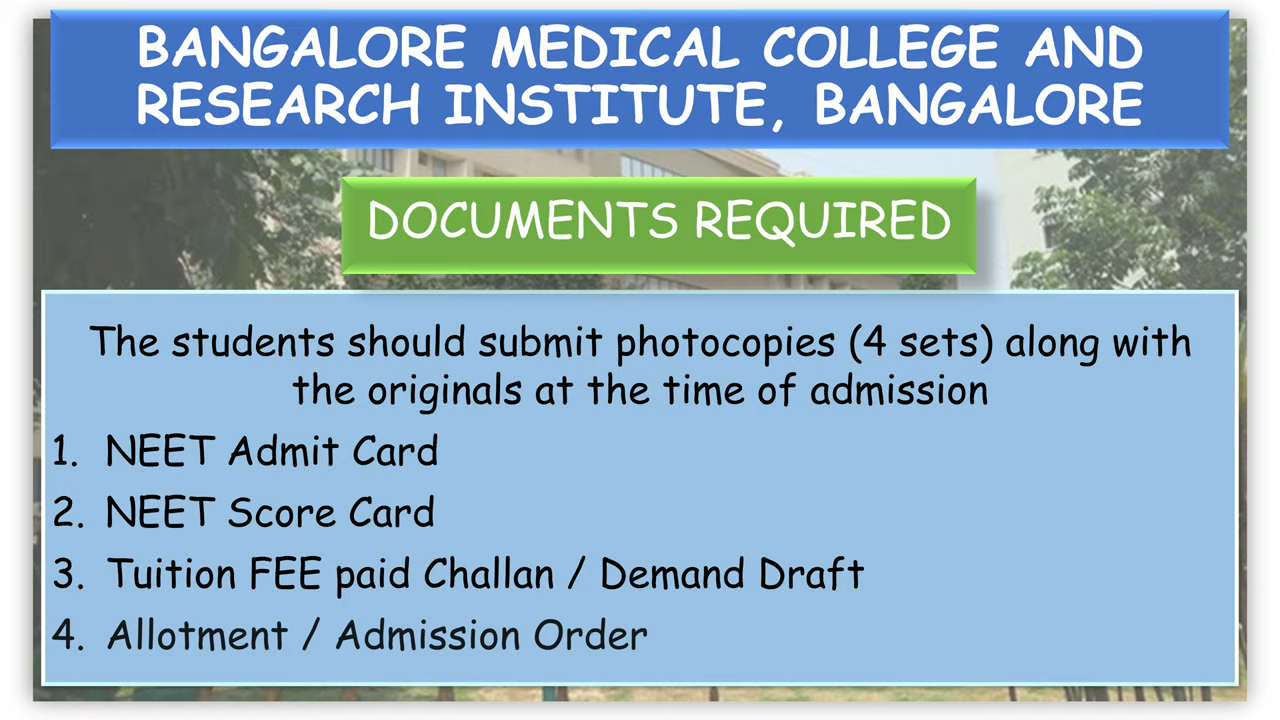 BANGALORE MEDICAL COLLEGE AND
RESEARCH INSTITUTE, BANGALORE
DOCUMENTS REQUIRED
The students should submit photocopies (4 sets) along with
the originals at the time of admission
1. NEET Admit Card
2. NEET Score Card
3. Tuition FEE paid Challan / Demand Draft
4. Allotment / Admission Order